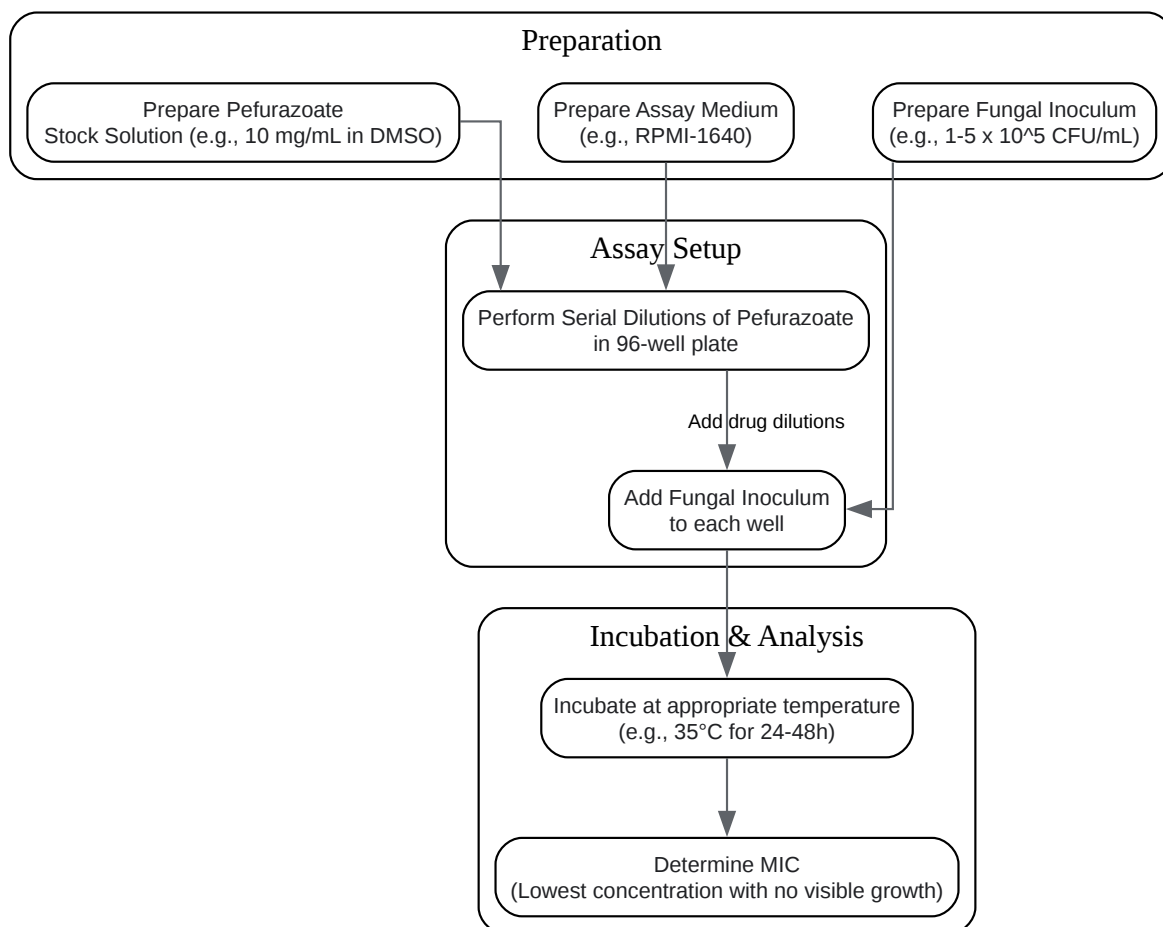 Preparation
Prepare Pefurazoate
Stock Solution (e.g., 10 mg/mL in DMSO)
Prepare Assay Medium
(e.g., RPMI-1640)
Prepare Fungal Inoculum
(e.g., 1-5 x 10^5 CFU/mL)
Assay Setup
Perform Serial Dilutions of Pefurazoate
in 96-well plate
Add drug dilutions
Add Fungal Inoculum
to each well
Incubation & Analysis
Incubate at appropriate temperature
(e.g., 35°C for 24-48h)
Determine MIC
(Lowest concentration with no visible growth)